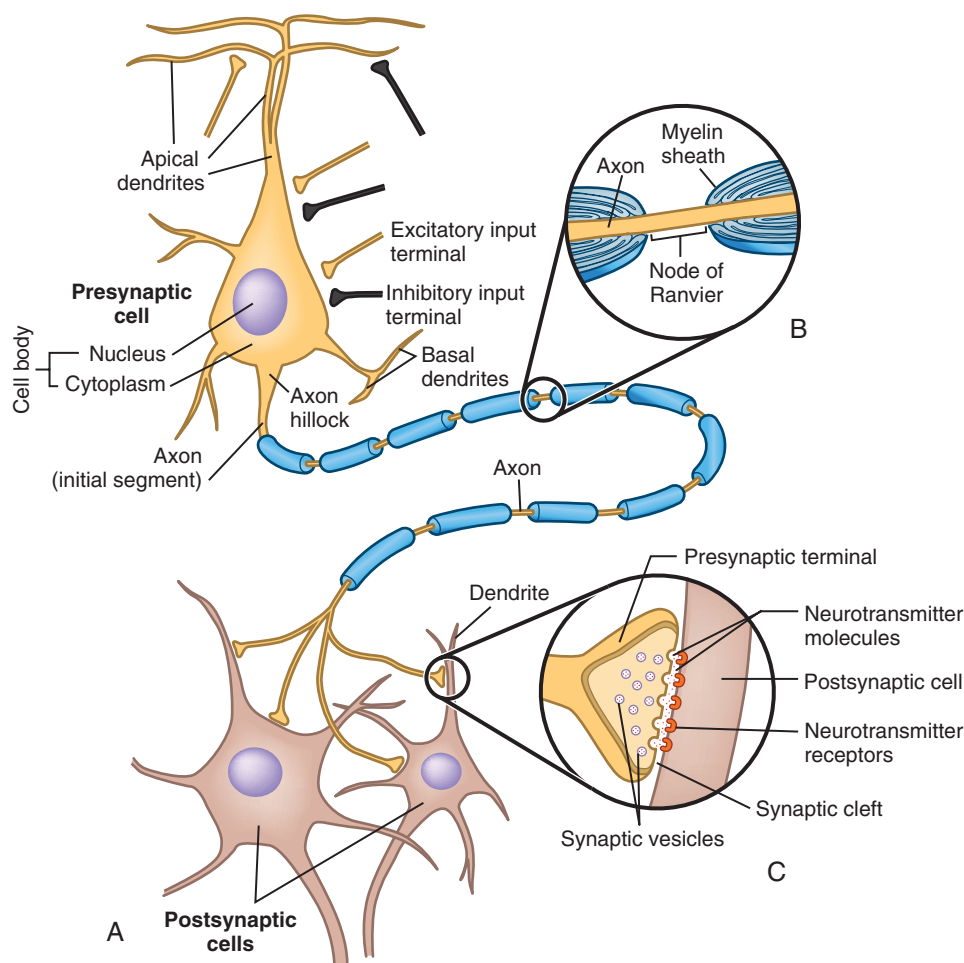 Apical
dendrites
Excitatory input
terminal
Presynaptic
cell
Inhibitory input
terminal
Cell body
Nucleus
Cytoplasm
Basal
dendrites
Axon
hillock
Axon
(initial segment)
Myelin
sheath
Axon
Node of
Ranvier
B
Axon
Dendrite
Presynaptic terminal
Neurotransmitter
molecules
Postsynaptic cell
Neurotransmitter
receptors
Synaptic cleft
Synaptic vesicles
C
Postsynaptic
cells
A